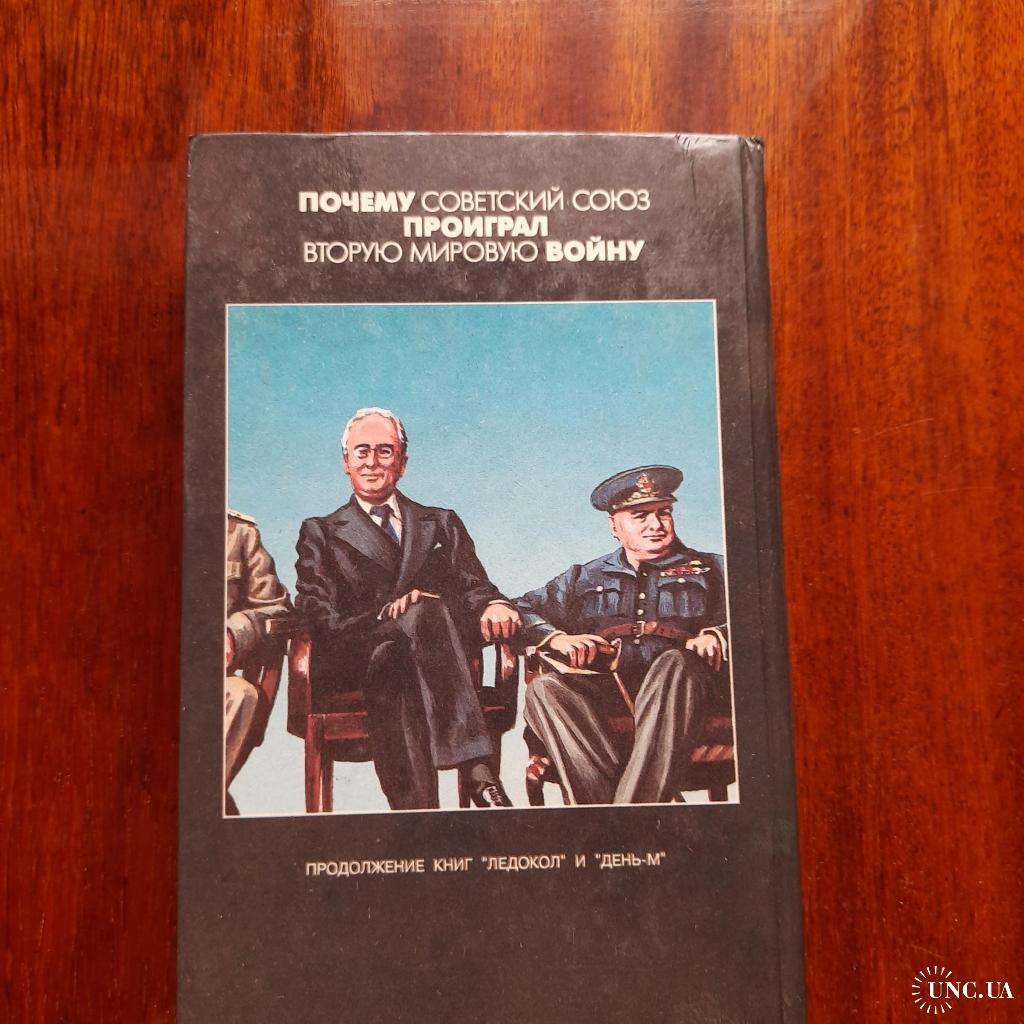 ПОЧЕМУ СОВЕТСКИЙ СОЮЗ
ПРОИГРАЛ
ВТОРУЮ МИРОВУЮ ВОЙНУ
ПРОДОЛЖЕНИЕ КНИГ "ЛЕДОКОЛ" И "ДЕНЬ-М"
UNC.UA